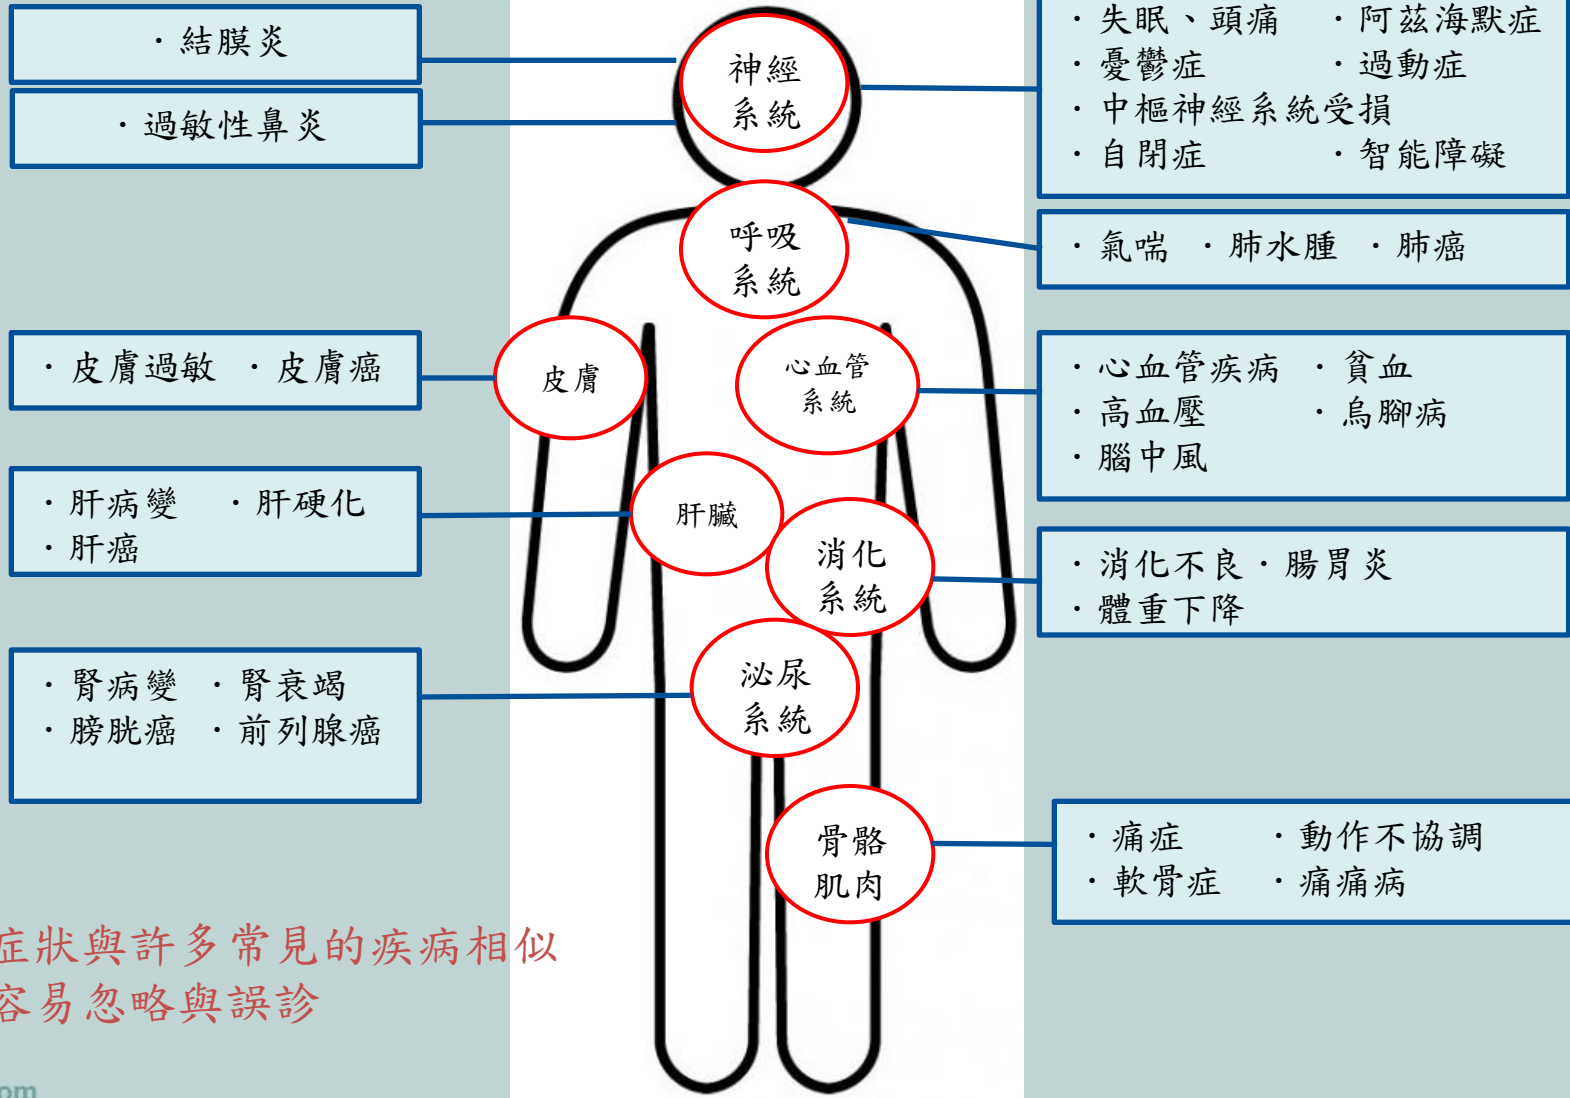 ·結膜炎
·過敏性鼻炎
神經
系統
·失眠、頭痛 ·阿茲海默症
·憂鬱症 ·過動症
·中樞神經系統受損
·自閉症 ·智能障礙
呼吸
系統
·氣喘 ·肺水腫 ·肺癌
·皮膚過敏 ·皮膚癌
皮膚
心血管
系統
·心血管疾病 ·貧血
·高血壓 ·烏腳病
·腦中風
·肝病變 ·肝硬化
·肝癌
肝臟
消化
系統
·消化不良·腸胃炎
·體重下降
·腎病變 ·腎衰竭
·膀胱癌 ·前列腺癌
泌尿
系統
骨骼
肌肉
·痛症 ·動作不協調
·軟骨症 ·痛痛病
症狀與許多常見的疾病相似
容易忽略與誤診
om